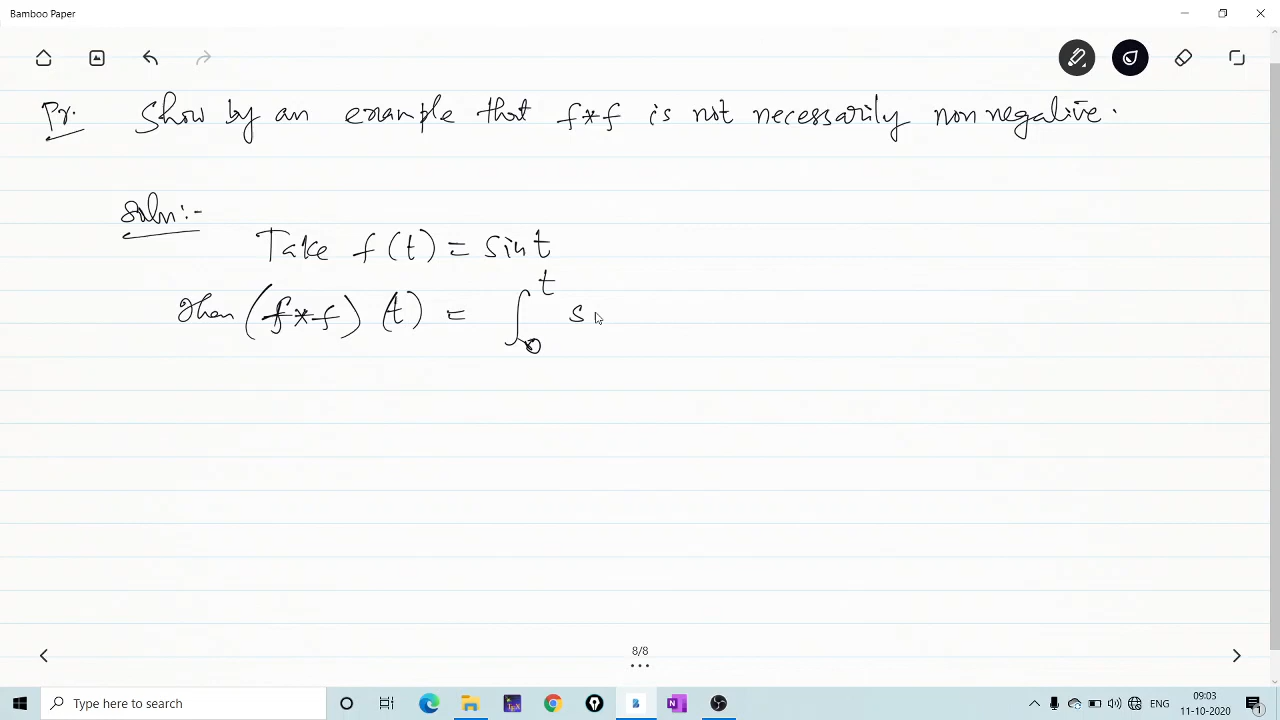 Bamboo Paper
Pr. Show by an example that f*f is not necessarily nonnegative.
Soln:-
Take f(t) = sin t
Then (f*f)(t) = ∫₀ᵗ s
8/8
Type here to search
ENG
09:03
11-10-2020
1